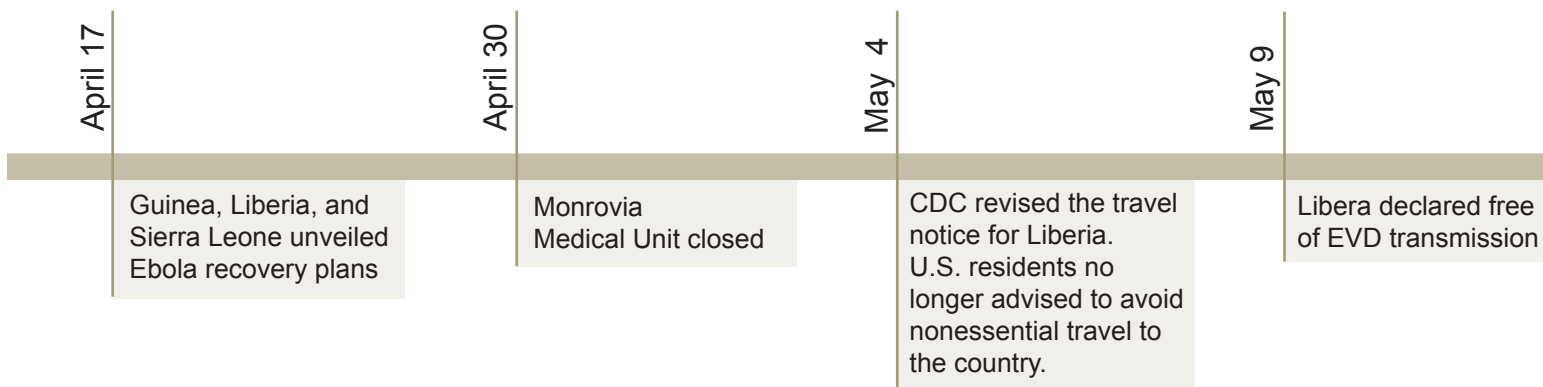 April 17
April 30
May 4
May 9
Guinea, Liberia, and
Sierra Leone unveiled
Ebola recovery plans
Monrovia
Medical Unit closed
CDC revised the travel
notice for Liberia.
U.S. residents no
longer advised to avoid
nonessential travel to
the country.
Libera declared free
of EVD transmission